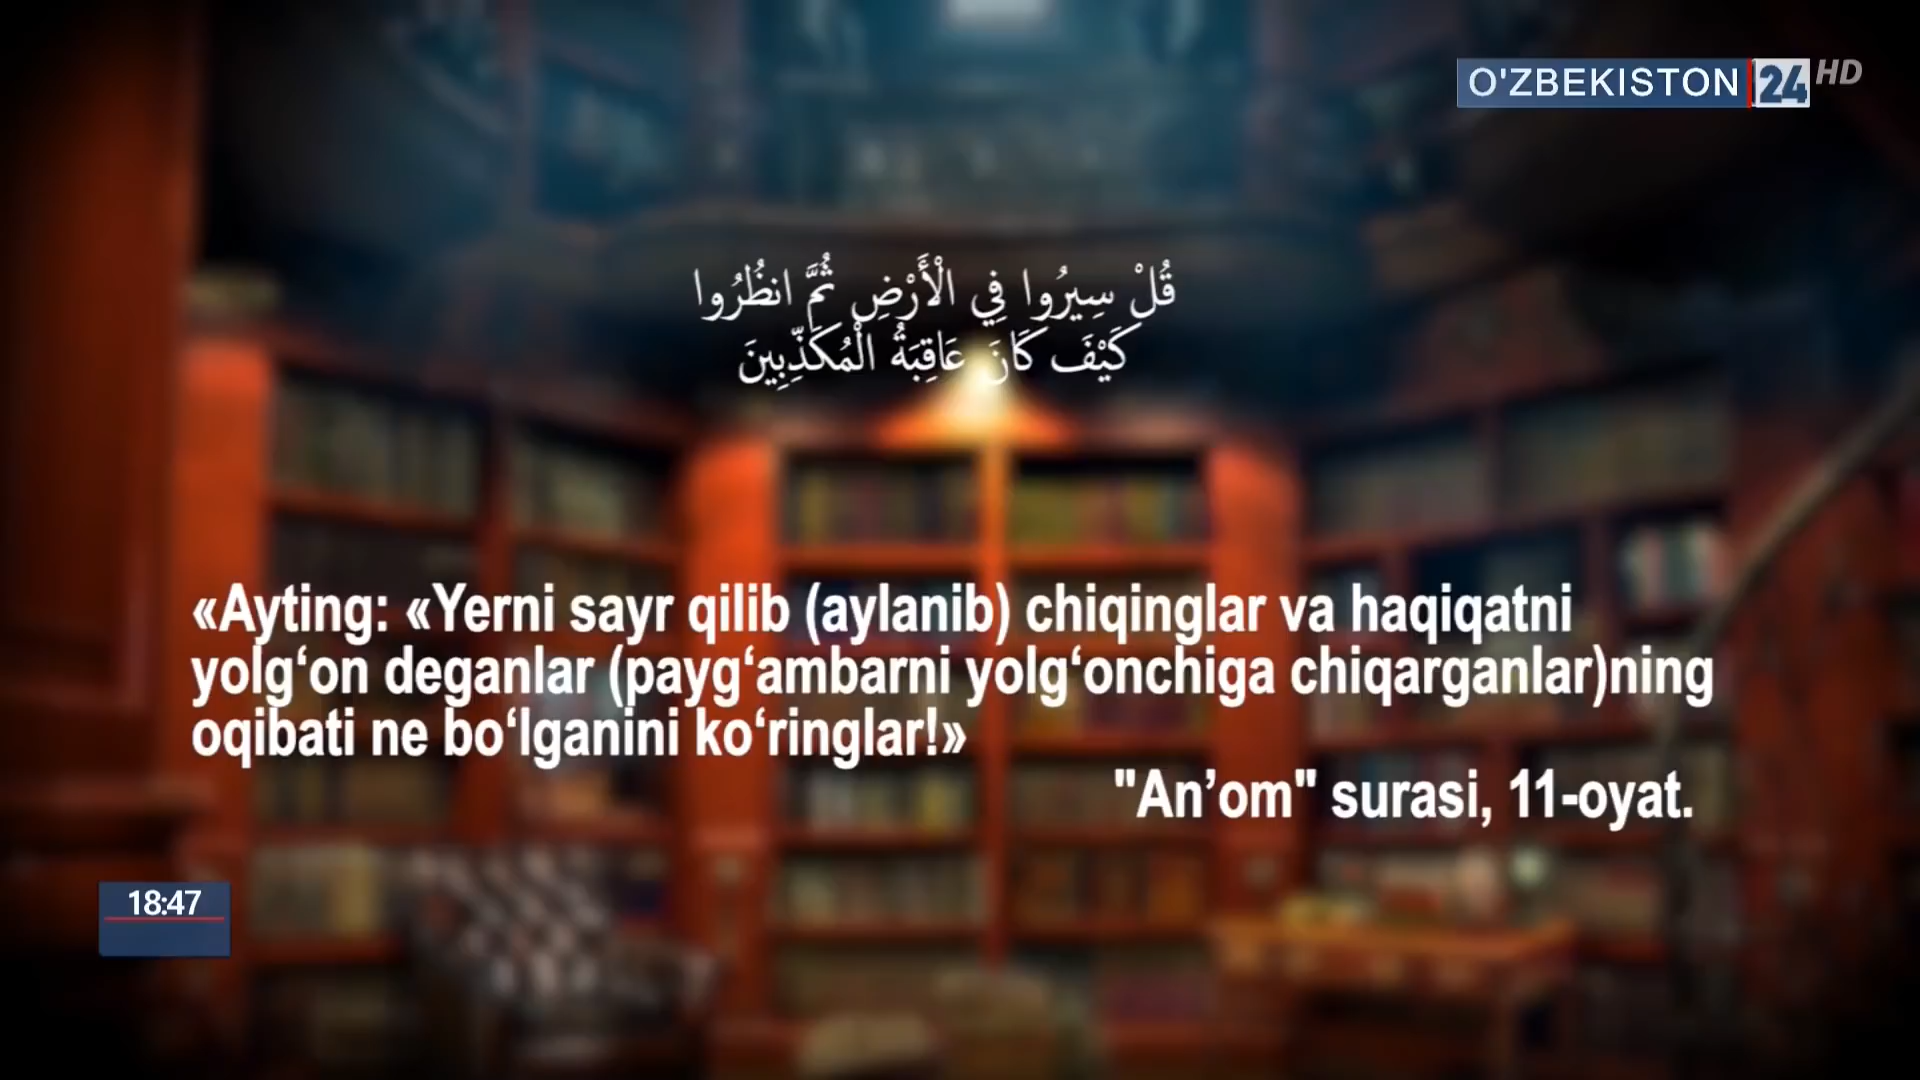 O'ZBEKISTON 24 HD
قُلْ سِيرُوا فِي الْأَرْضِ ثُمَّ انظُرُوا
كَيْفَ كَانَ عَاقِبَةُ الْمُكَذِّبِينَ
«Ayting: «Yerni sayr qilib (aylanib) chiqinglar va haqiqatni
yolg‘on deganlar (payg‘ambarni yolg‘onchiga chiqarganlar)ning
oqibati ne bo‘lganini ko‘ringlar!»
"An’om" surasi, 11-oyat.
18:47